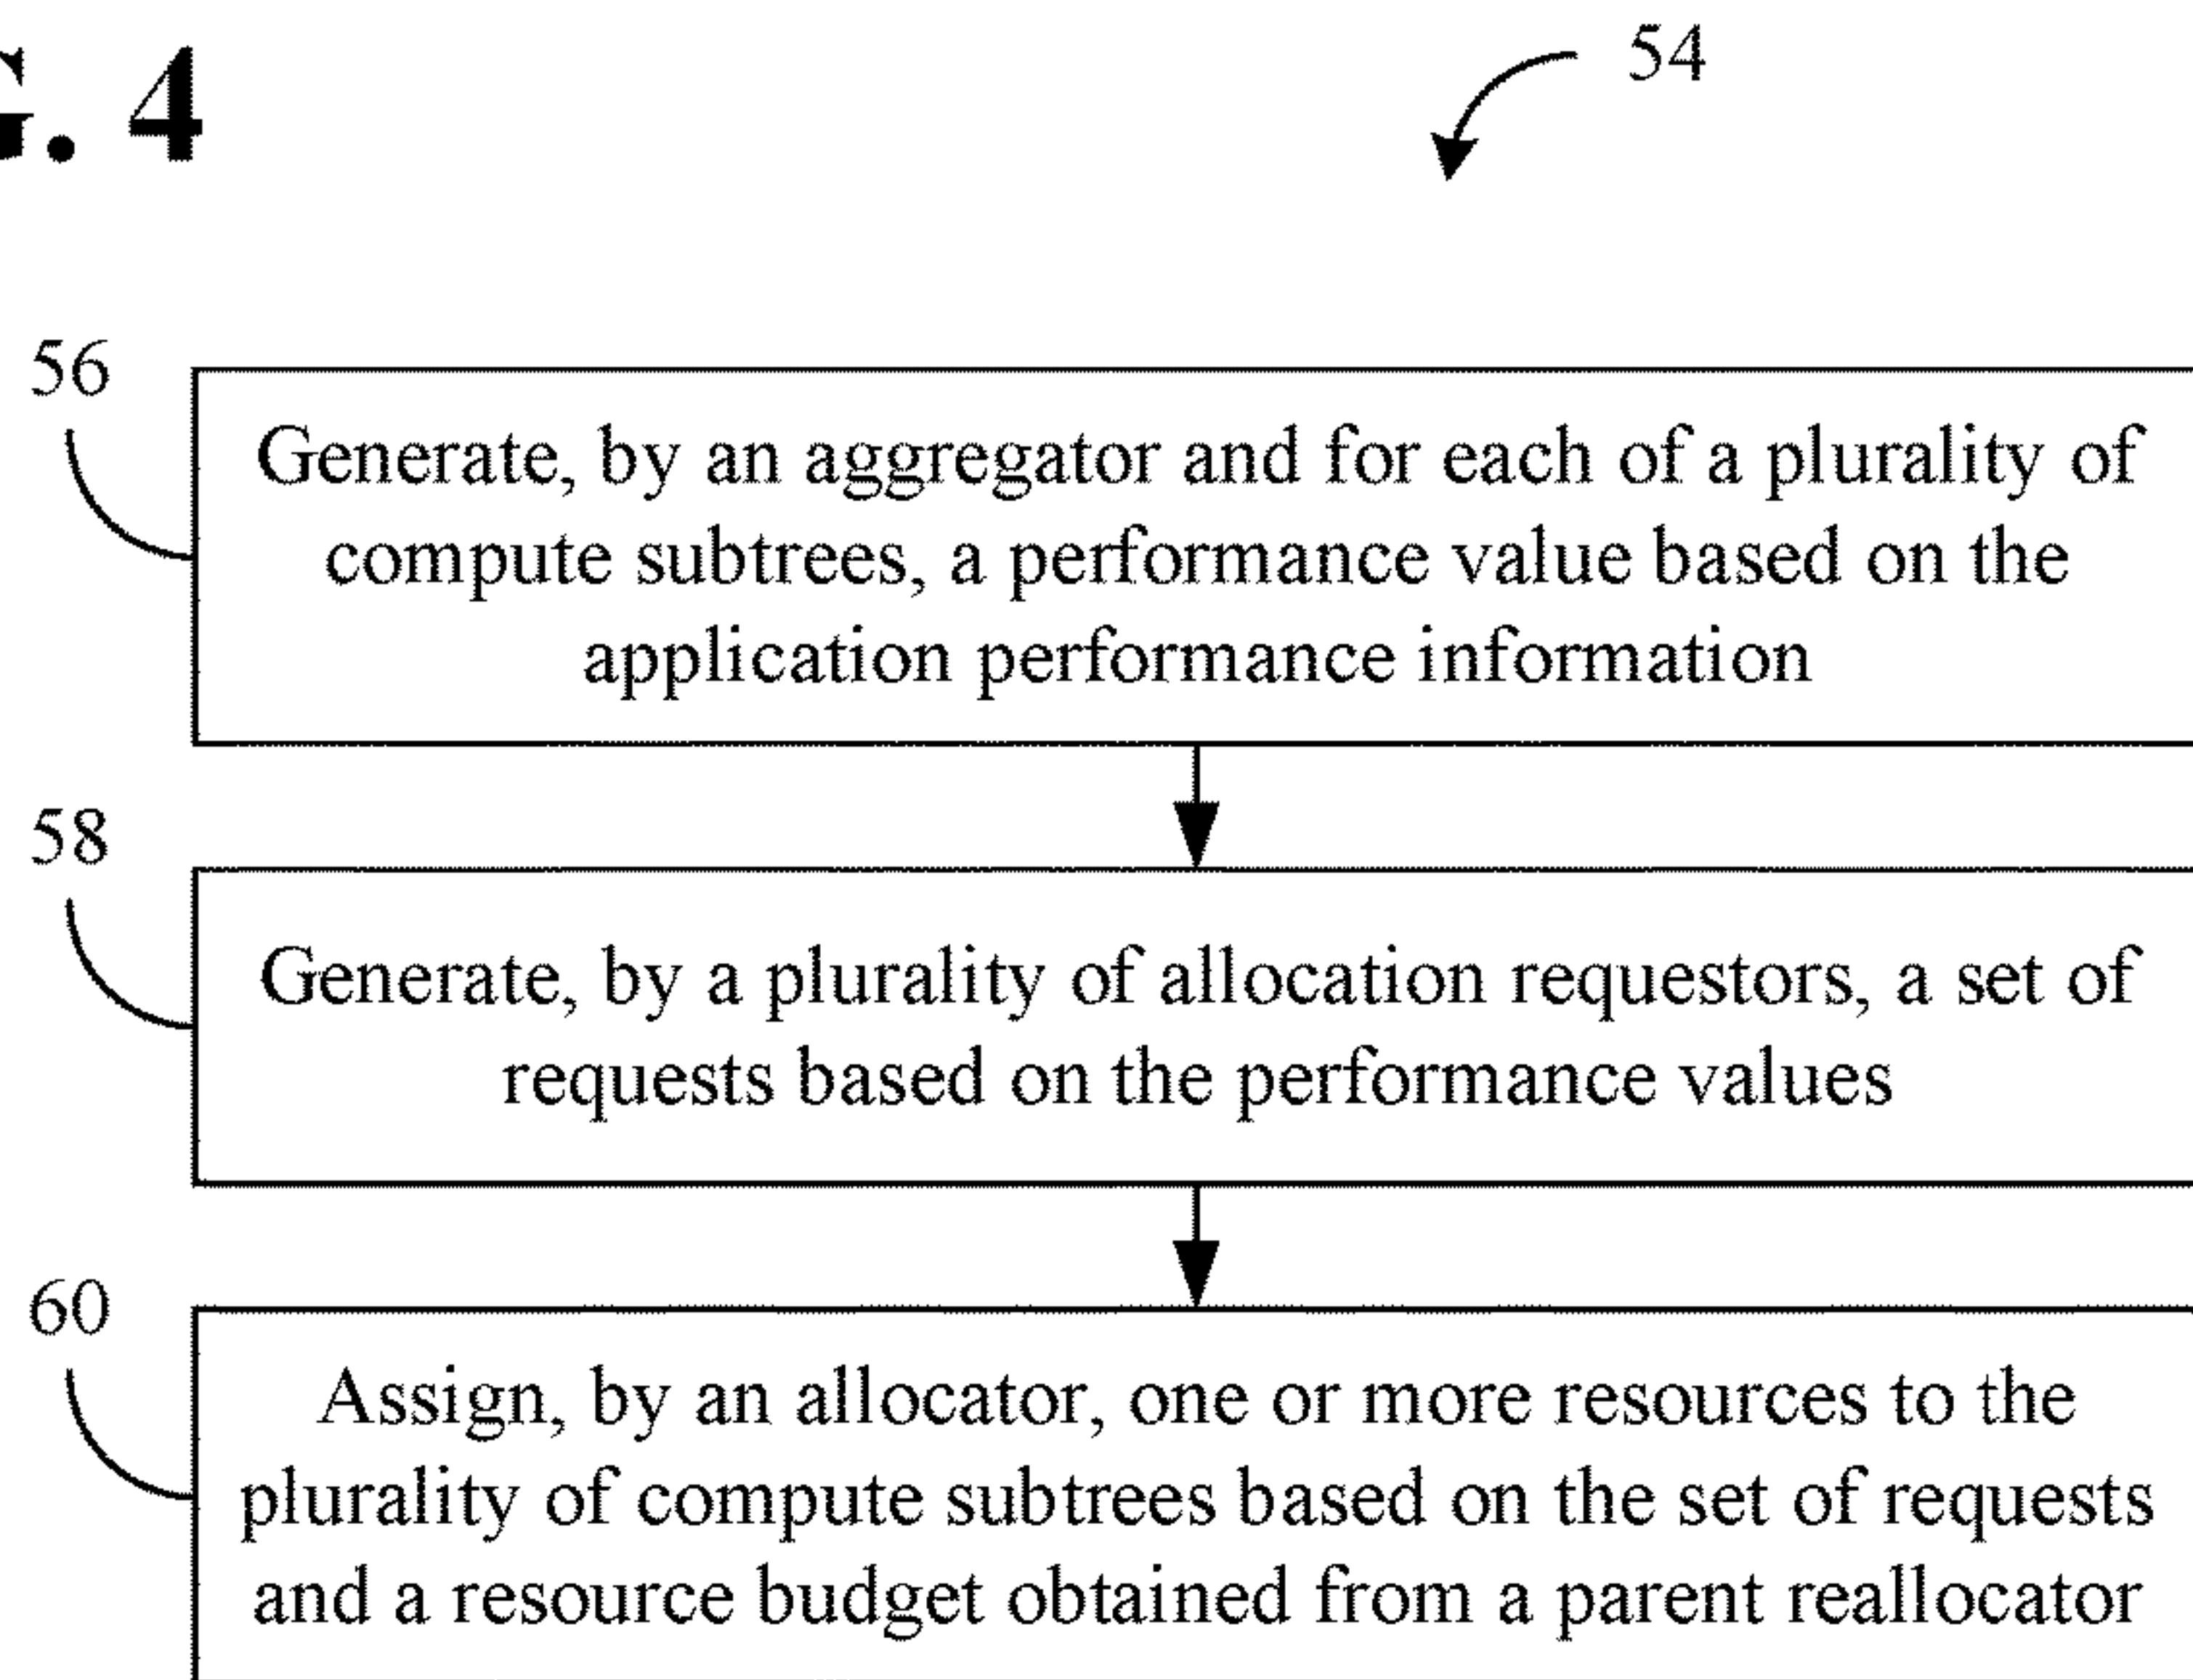 G. 4
54
56
Generate, by an aggregator and for each of a plurality of
compute subtrees, a performance value based on the
application performance information
58
Generate, by a plurality of allocation requestors, a set of
requests based on the performance values
60
Assign, by an allocator, one or more resources to the
plurality of compute subtrees based on the set of requests
and a resource budget obtained from a parent reallocator